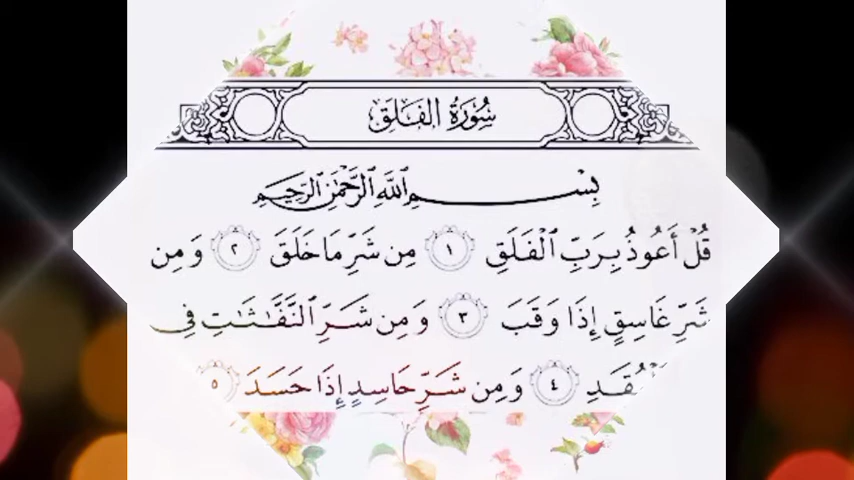 سُورَةُ الفَلَقِ
بِسْمِ ٱللَّهِ ٱلرَّحْمَٰنِ ٱلرَّحِيمِ
قُلْ أَعُوذُ بِرَبِّ ٱلْفَلَقِ ١ مِن شَرِّ مَا خَلَقَ ٢ وَمِن
شَرِّ غَاسِقٍ إِذَا وَقَبَ ٣ وَمِن شَرِّ ٱلنَّفَّٰثَٰتِ فِى
ٱلْعُقَدِ ٤ وَمِن شَرِّ حَاسِدٍ إِذَا حَسَدَ ٥